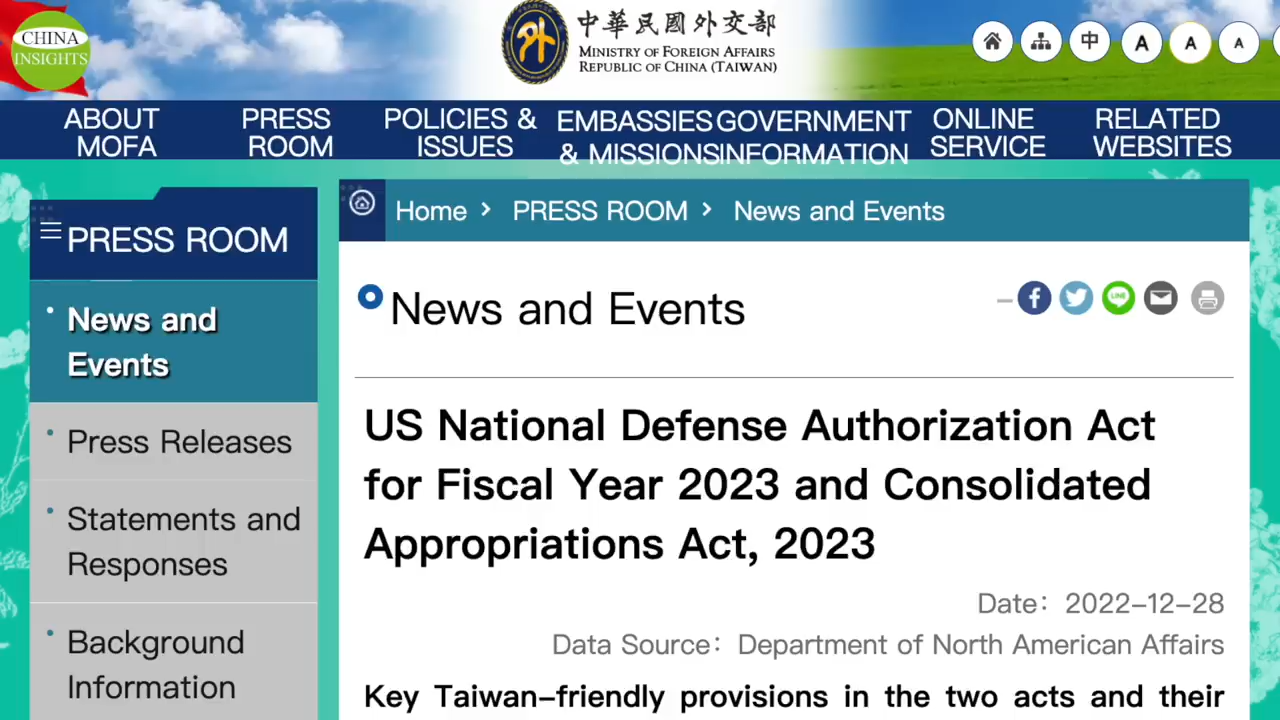 CHINA
INSIGHTS
外
中華民國外交部
MINISTRY OF FOREIGN AFFAIRS
REPUBLIC OF CHINA (TAIWAN)
中
A
A
A
ABOUT
MOFA
PRESS
ROOM
POLICIES &
ISSUES
EMBASSIES
& MISSIONS
GOVERNMENT
INFORMATION
ONLINE
SERVICE
RELATED
WEBSITES
PRESS ROOM
News and
Events
Press Releases
Statements and
Responses
Background
Information
Home › PRESS ROOM › News and Events
News and Events
LINE
US National Defense Authorization Act
for Fiscal Year 2023 and Consolidated
Appropriations Act, 2023
Date：2022–12–28
Data Source：Department of North American Affairs
Key Taiwan–friendly provisions in the two acts and their